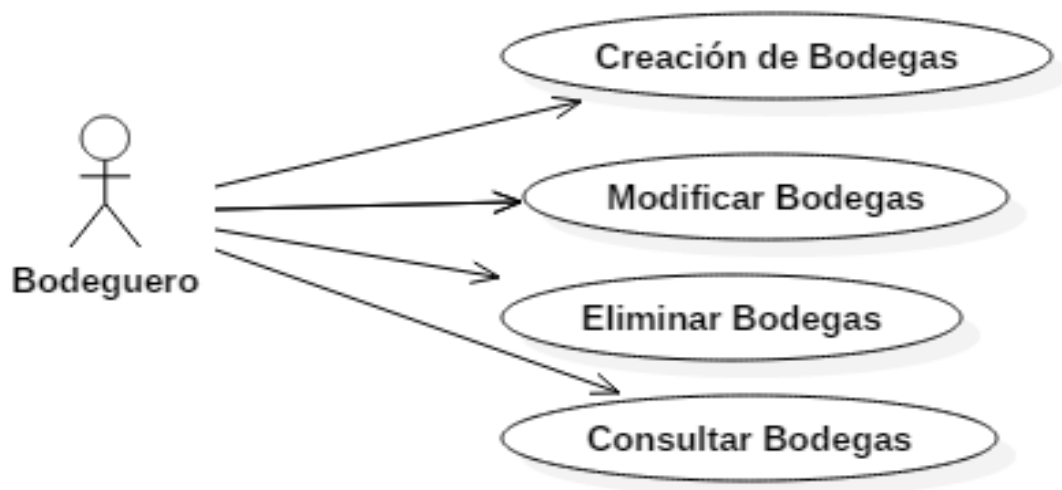 Creación de Bodegas
Modificar Bodegas
Bodeguero
Eliminar Bodegas
Consultar Bodegas